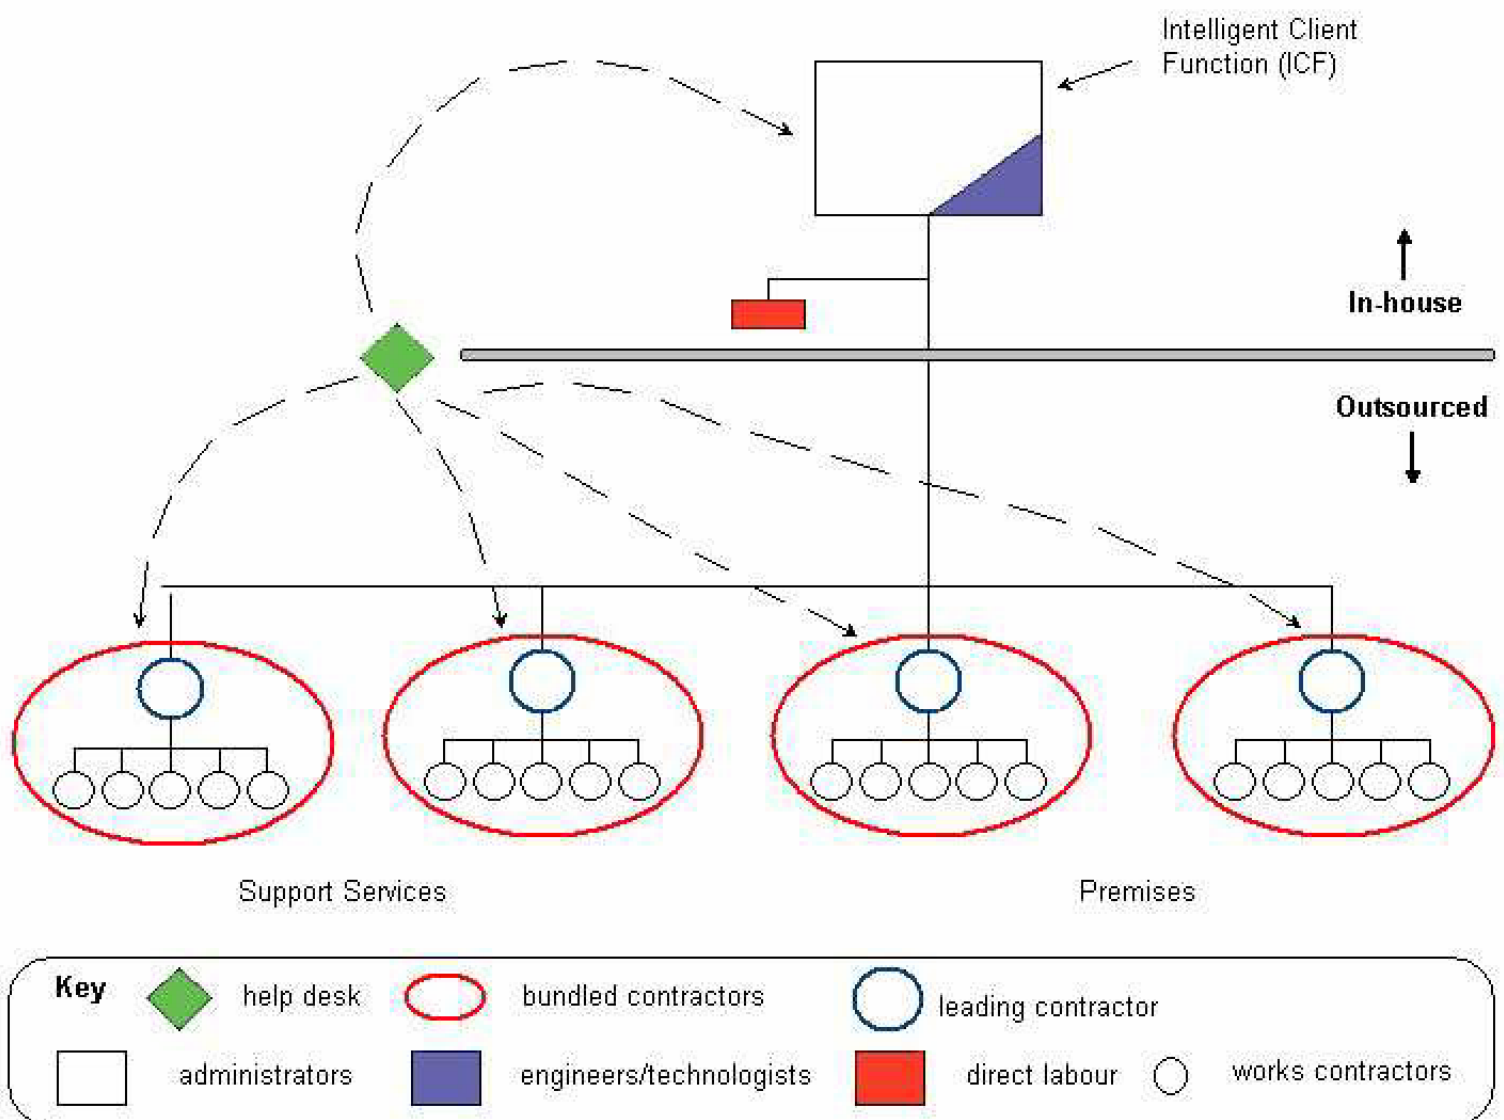 Intelligent Client
Function (ICF)
In-house
Outsourced
Support Services
Premises
Key
help desk
bundled contractors
leading contractor
administrators
engineers/technologists
direct labour
works contractors